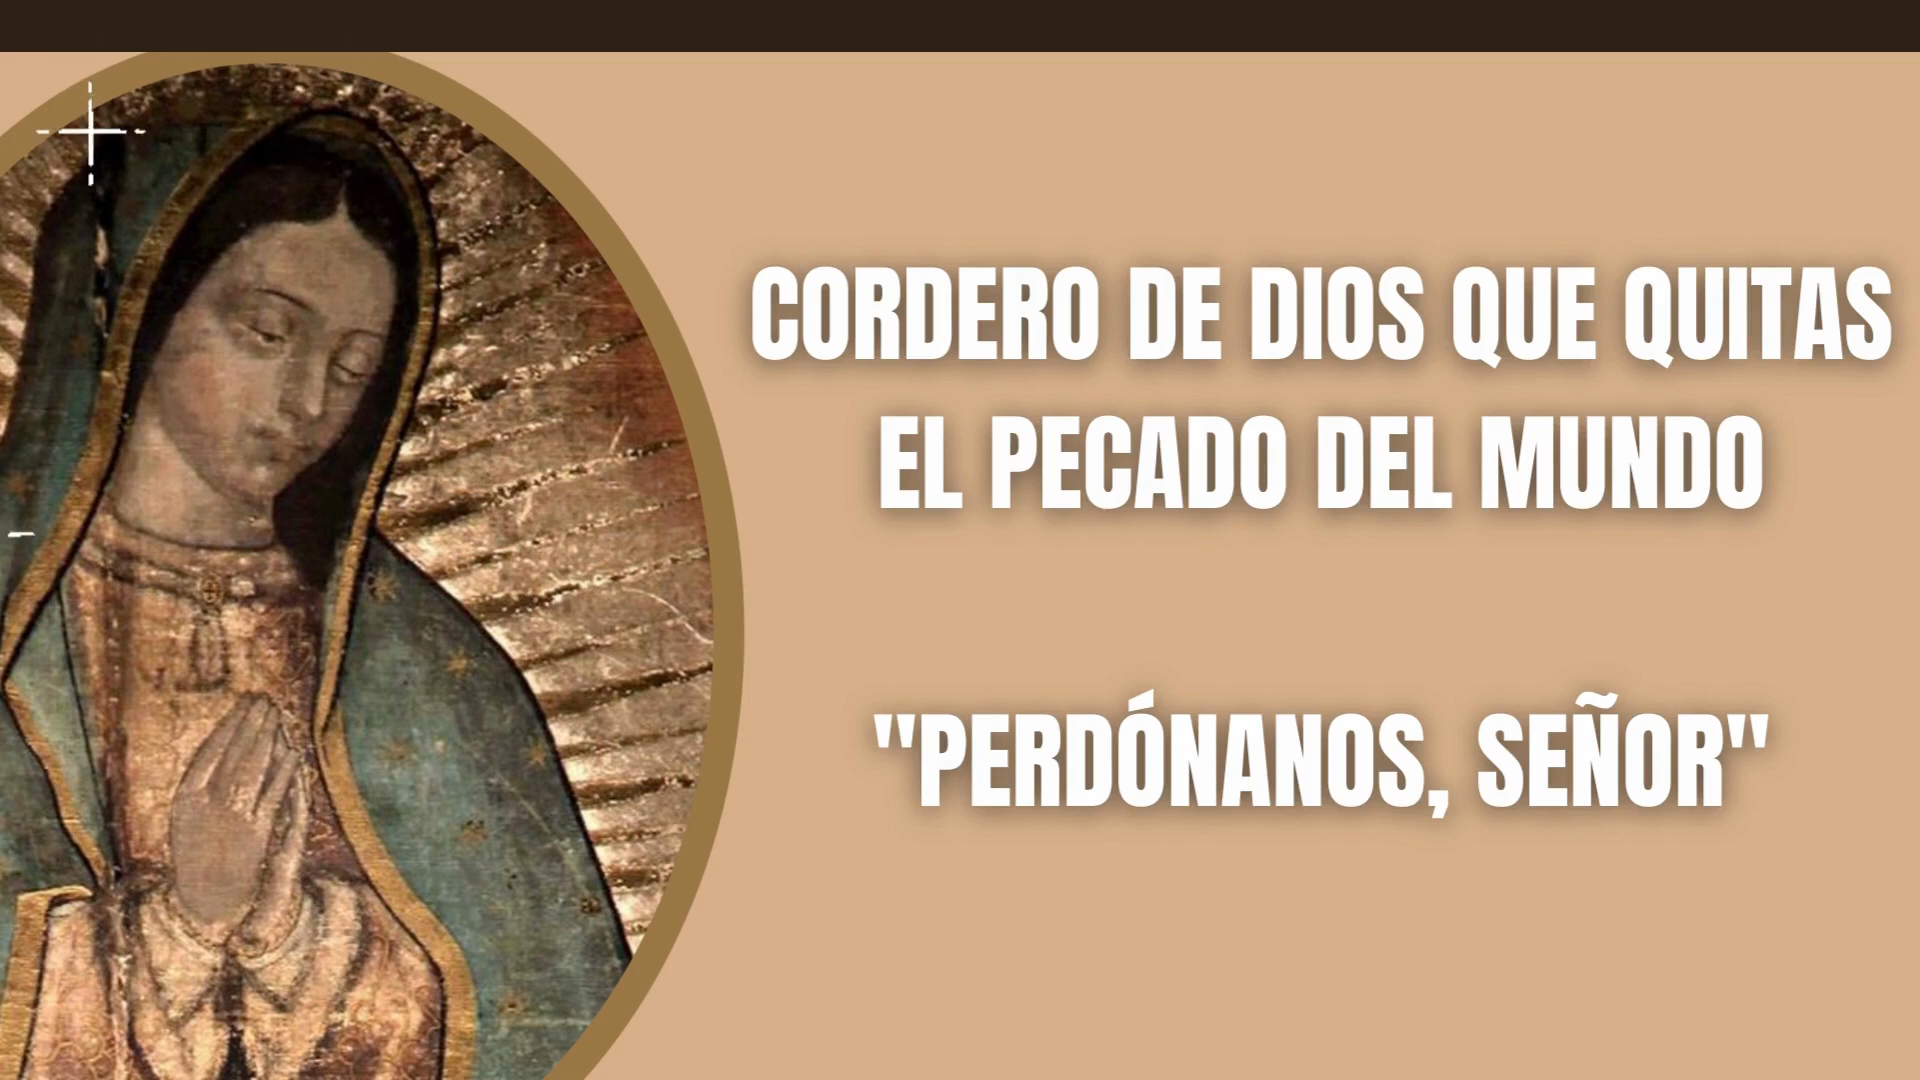 CORDERO DE DIOS QUE QUITAS
EL PECADO DEL MUNDO
"PERDÓNANOS, SEÑOR"